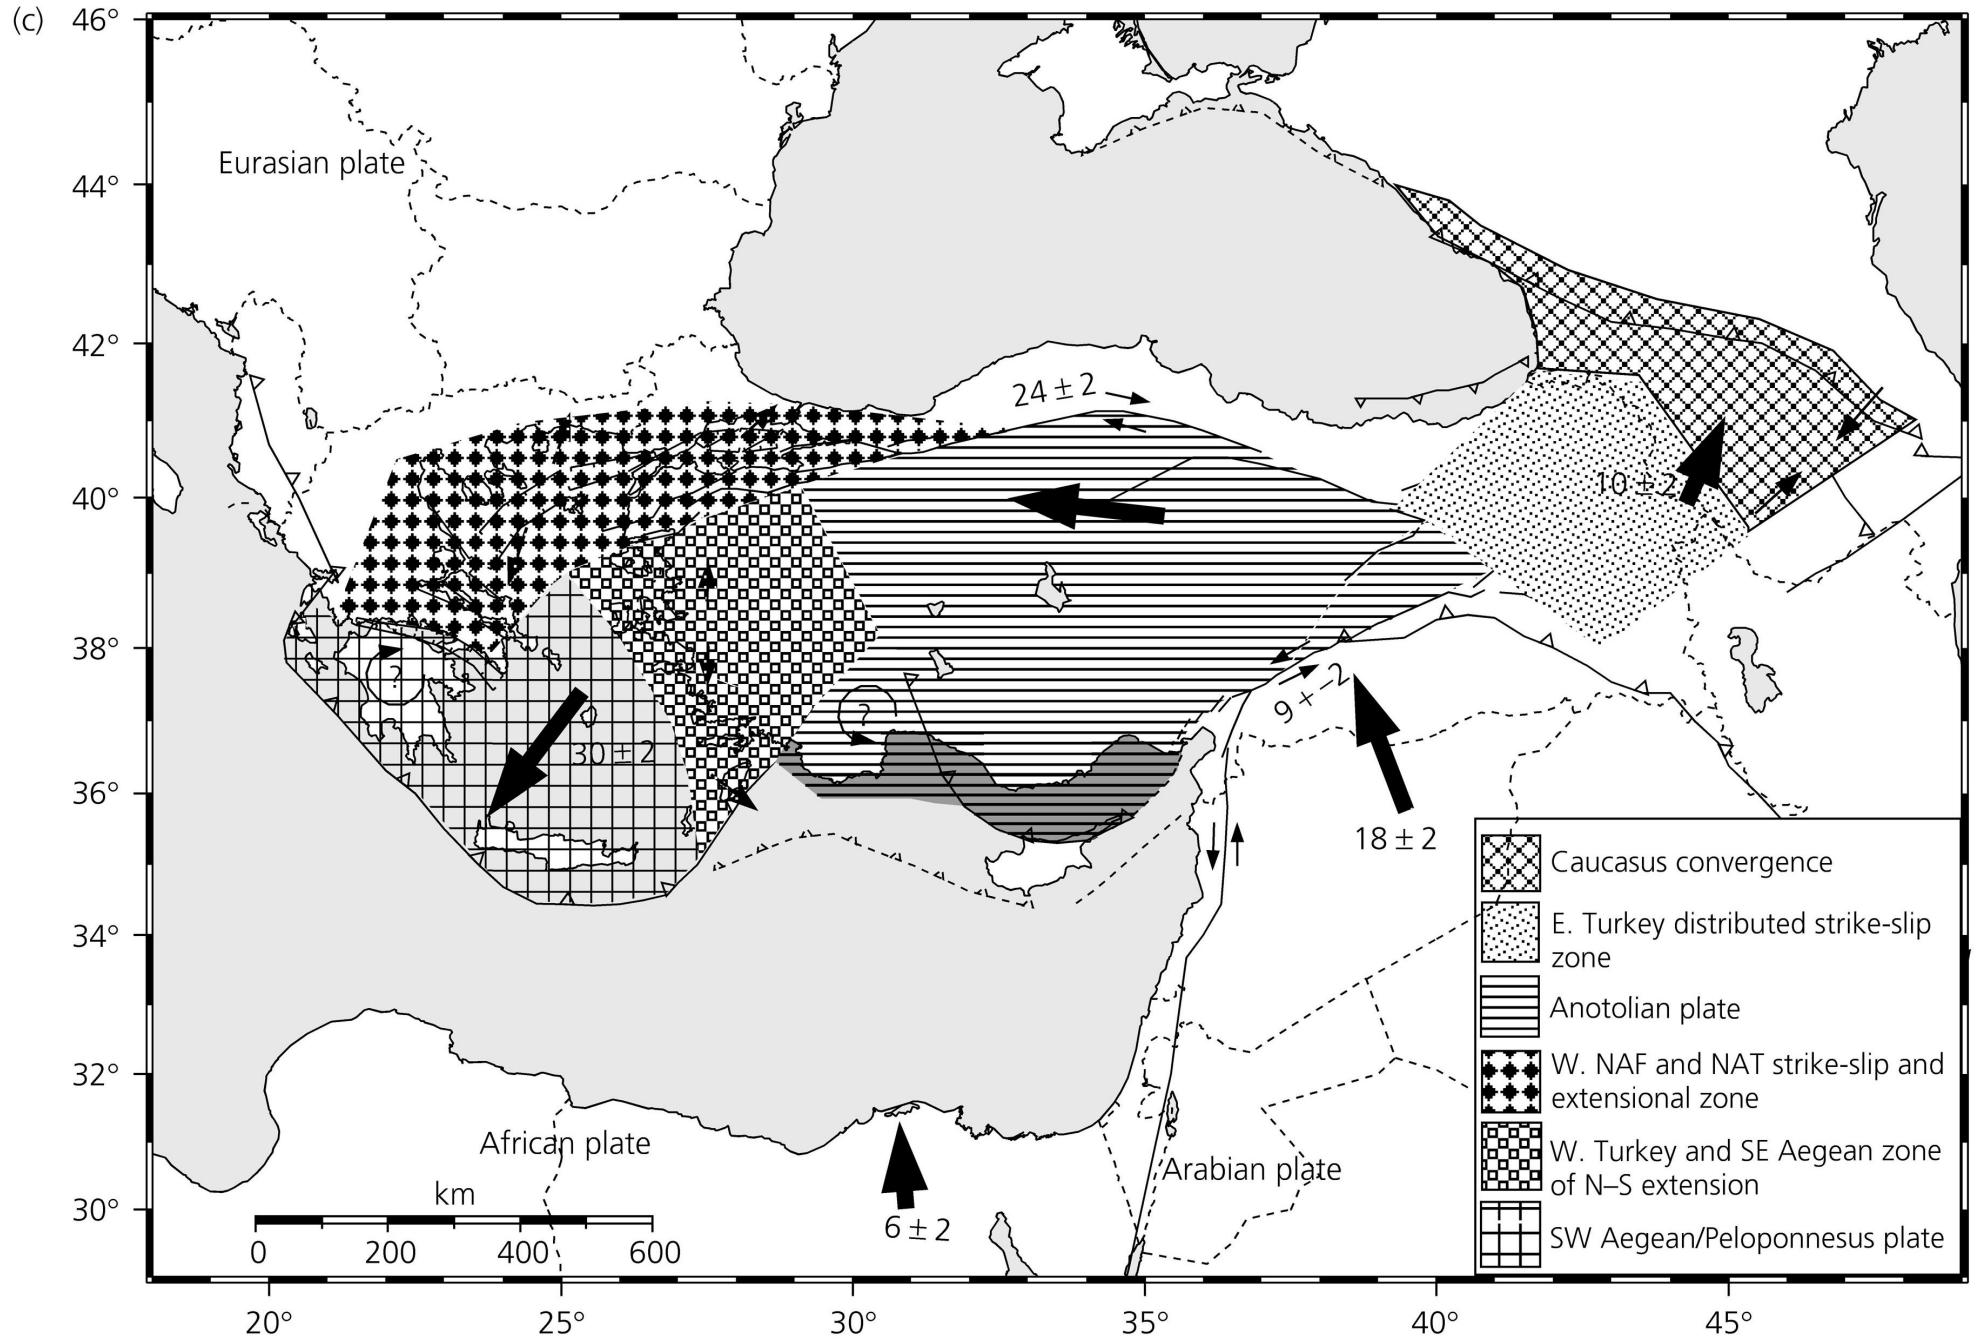 (c)
46°
44°
42°
40°
38°
36°
34°
32°
30°
Eurasian plate
24 ± 2
10 ± 2
?
?
30 ± 2
9 + − 2
18 ± 2
Caucasus convergence
E. Turkey distributed strike-slip
zone
Anotolian plate
W. NAF and NAT strike-slip and
extensional zone
W. Turkey and SE Aegean zone
of N–S extension
SW Aegean/Peloponnesus plate
African plate
Arabian plate
6 ± 2
km
0 200 400 600
20° 25° 30° 35° 40° 45°